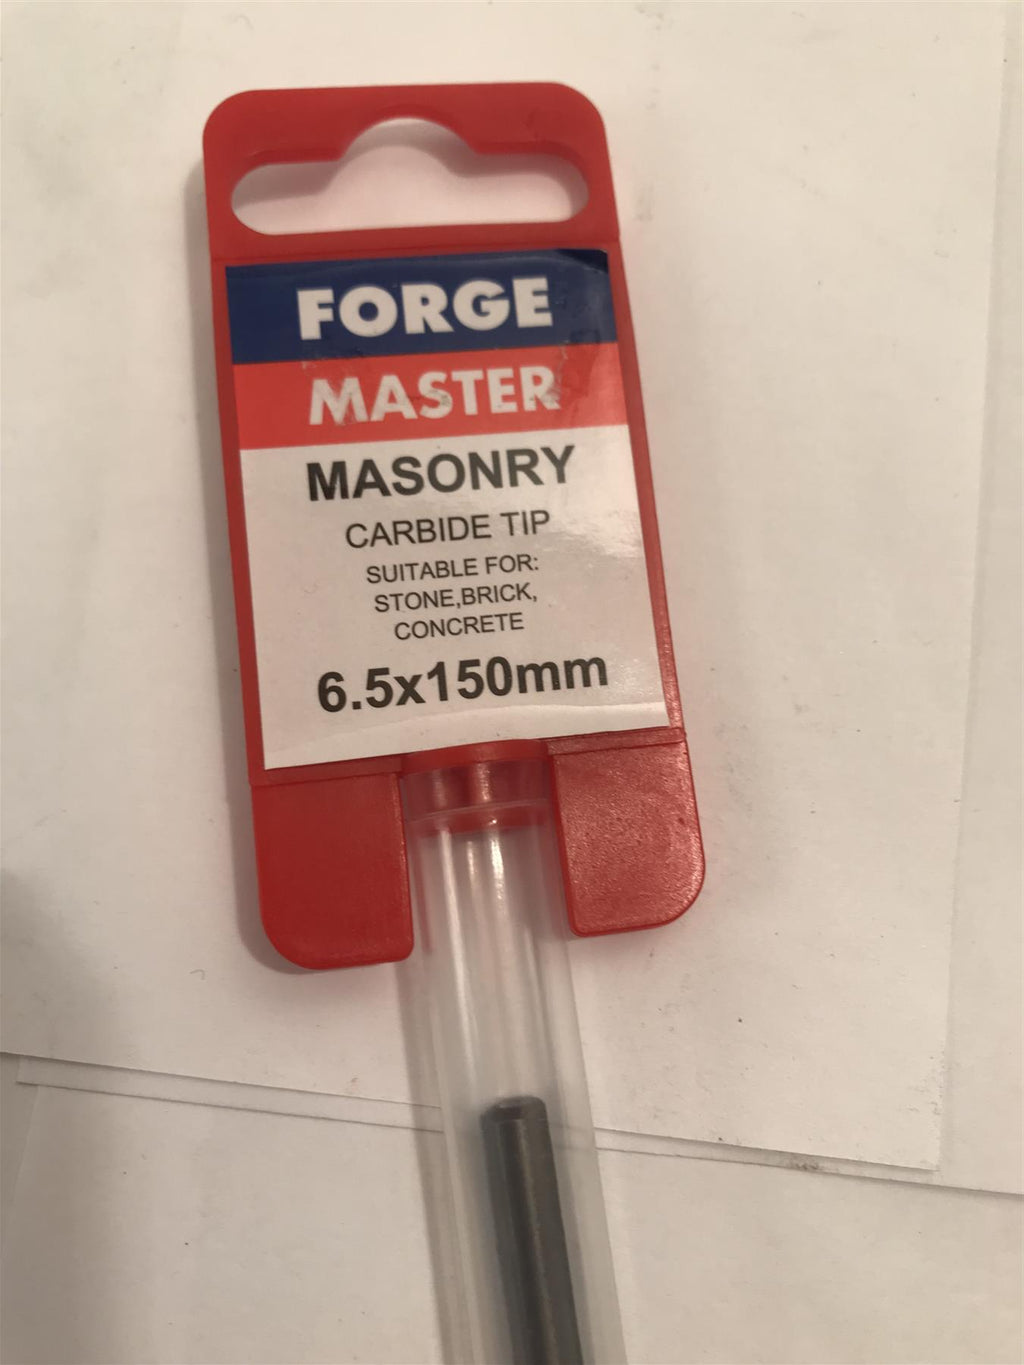 FORGE
MASTER
MASONRY
CARBIDE TIP
SUITABLE FOR:
STONE,BRICK,
CONCRETE
6.5x150mm